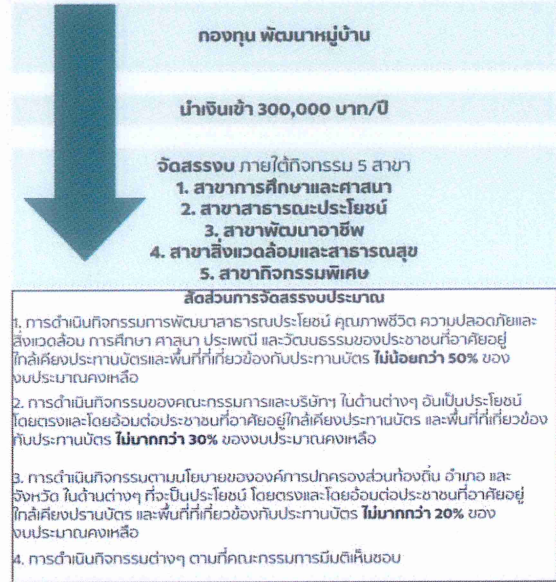 กองทุน พัฒนาหมู่บ้าน
นำเงินเข้า 300,000 บาท/ปี
จัดสรรงบ ภายใต้กิจกรรม 5 สาขา
1. สาขาการศึกษาและศาสนา
2. สาขาสาธารณะประโยชน์
3. สาขาพัฒนาอาชีพ
4. สาขาสิ่งแวดล้อมและสาธารณสุข
5. สาขากิจกรรมพิเศษ
สัดส่วนการจัดสรรงบประมาณ
1. การดำเนินกิจกรรมการพัฒนาสาธารณประโยชน์ คุณภาพชีวิต ความปลอดภัยและ
สิ่งแวดล้อม การศึกษา ศาสนา ประเพณี และวัฒนธรรมของประชาชนที่อาศัยอยู่
ใกล้เคียงประทานบัตรและพื้นที่ที่เกี่ยวข้องกับประทานบัตร ไม่น้อยกว่า 50% ของ
งบประมาณคงเหลือ
2. การดำเนินกิจกรรมของคณะกรรมการและบริษัทฯ ในด้านต่างๆ อันเป็นประโยชน์
โดยตรงและโดยอ้อมต่อประชาชนที่อาศัยอยู่ใกล้เคียงประทานบัตร และพื้นที่ที่เกี่ยวข้อง
กับประทานบัตร ไม่มากกว่า 30% ของงบประมาณคงเหลือ
3. การดำเนินกิจกรรมตามนโยบายขององค์การปกครองส่วนท้องถิ่น อำเภอ และ
จังหวัด ในด้านต่างๆ ที่จะเป็นประโยชน์ โดยตรงและโดยอ้อมต่อประชาชนที่อาศัยอยู่
ใกล้เคียงปรานบัตร และพื้นที่ที่เกี่ยวข้องกับประทานบัตร ไม่มากกว่า 20% ของ
งบประมาณคงเหลือ
4. การดำเนินกิจกรรมต่างๆ ตามที่คณะกรรมการมีมติเห็นชอบ